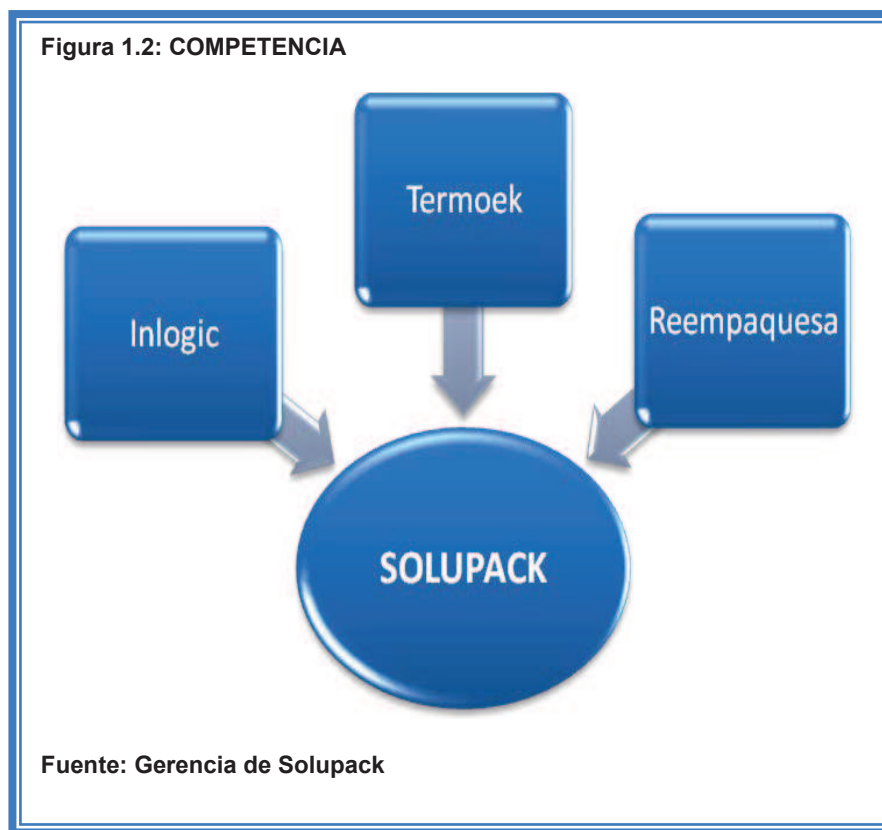 Figura 1.2: COMPETENCIA
Termoek
Inlogic
Reempaquesa
SOLUPACK
Fuente: Gerencia de Solupack